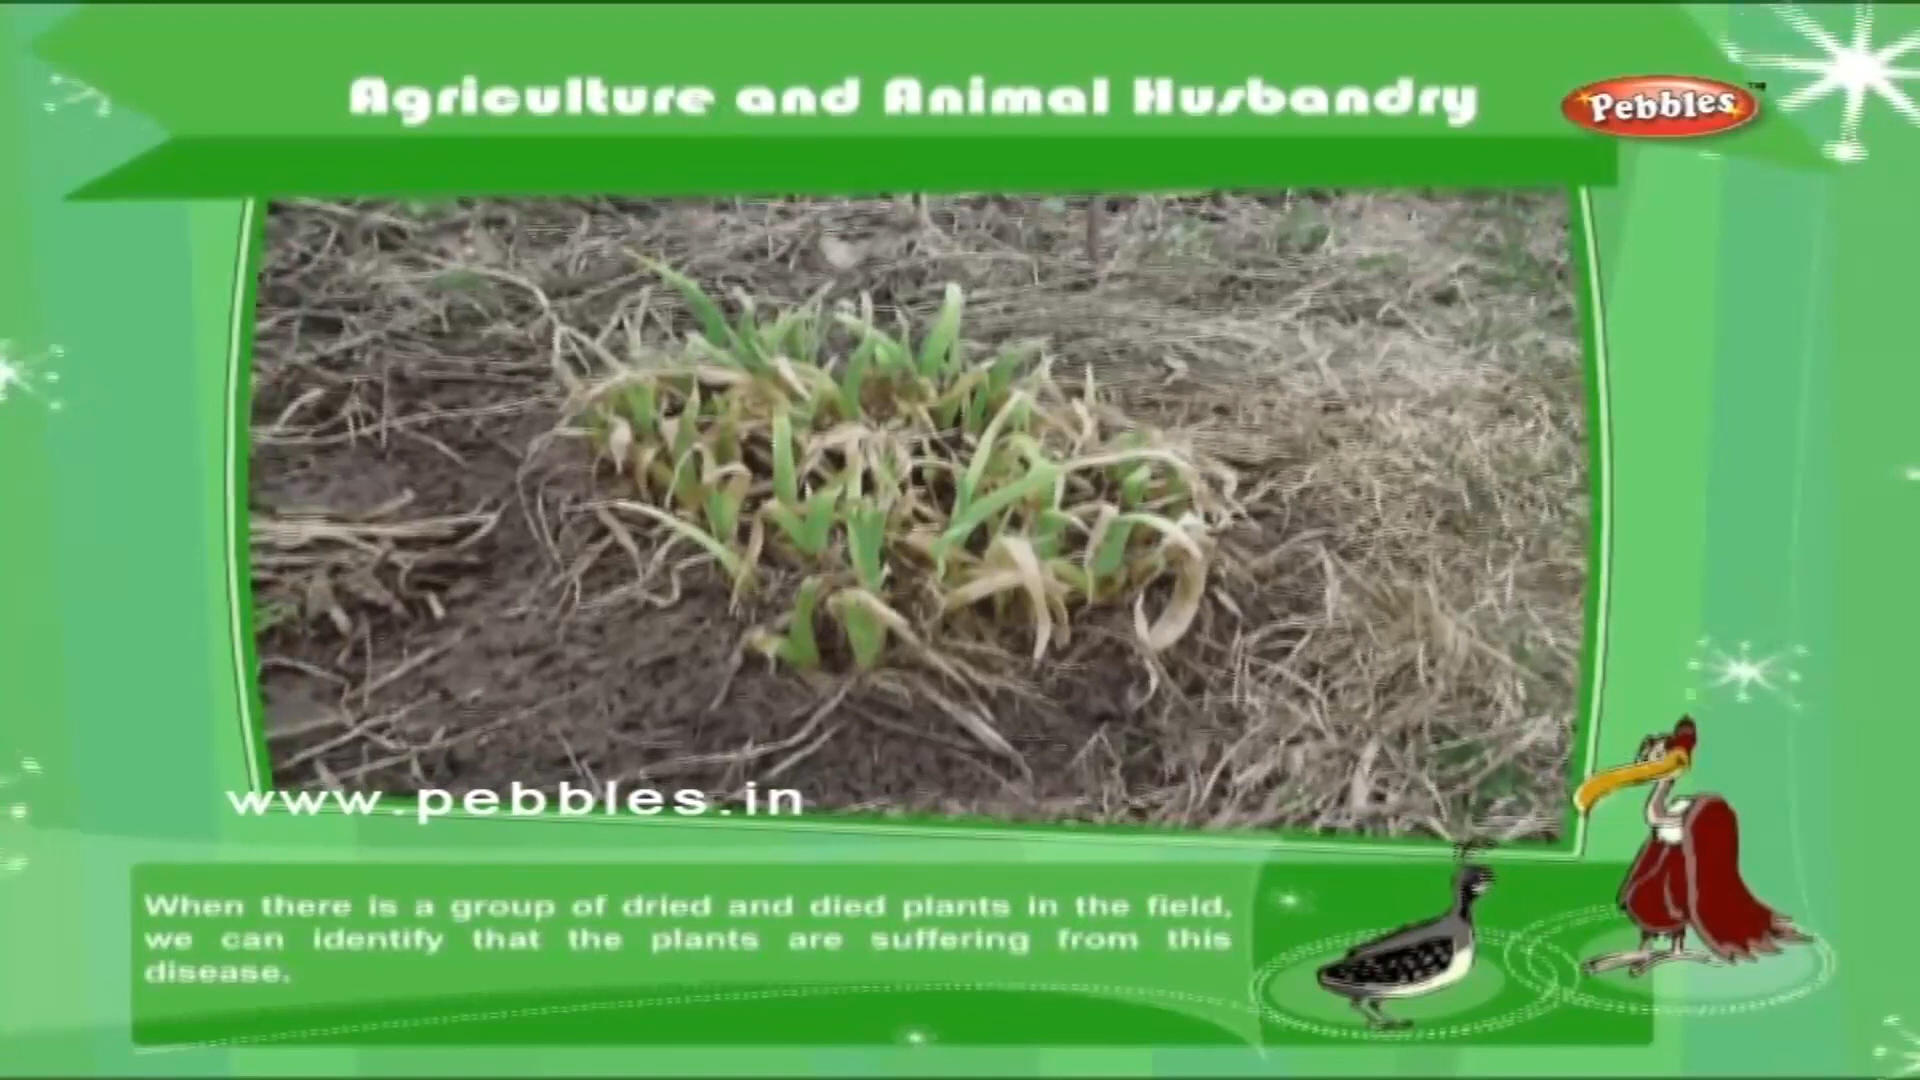 Agriculture and Animal Husbandry
Pebbles™
www.pebbles.in
When there is a group of dried and died plants in the field,
we can identify that the plants are suffering from this
disease.